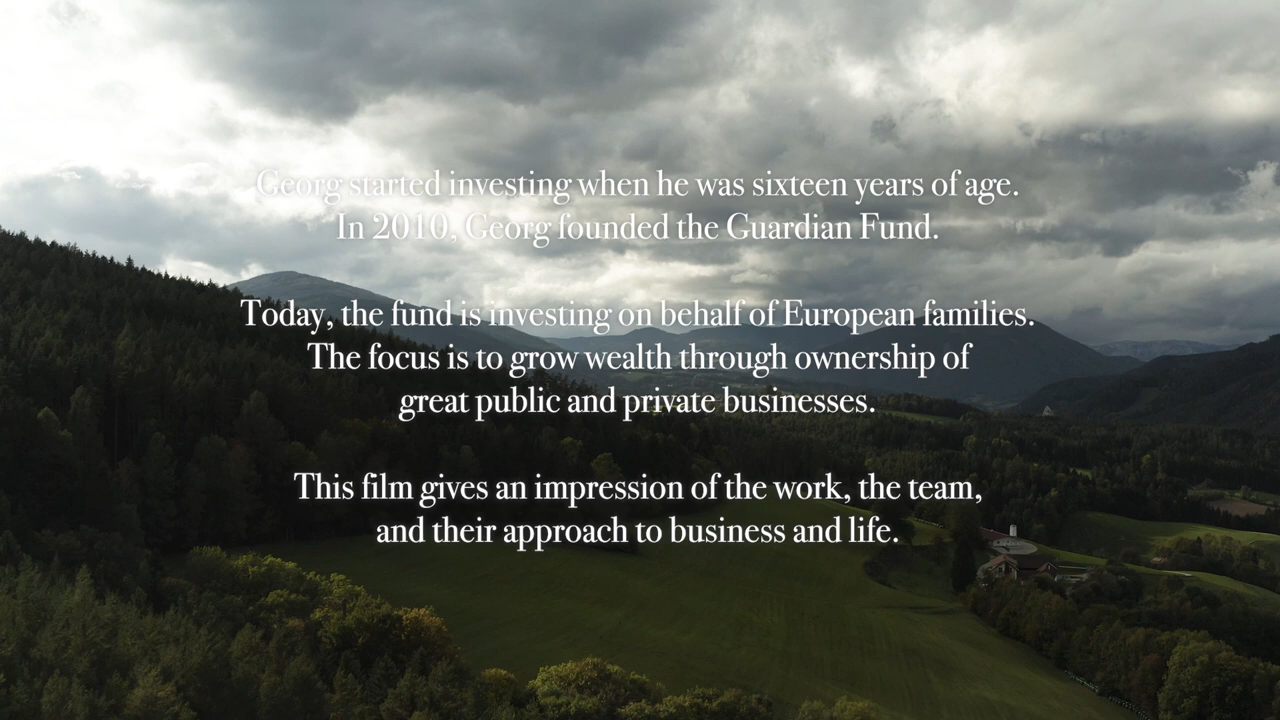 Georg started investing when he was sixteen years of age.
In 2010, Georg founded the Guardian Fund.
Today, the fund is investing on behalf of European families.
The focus is to grow wealth through ownership of
great public and private businesses.
This film gives an impression of the work, the team,
and their approach to business and life.